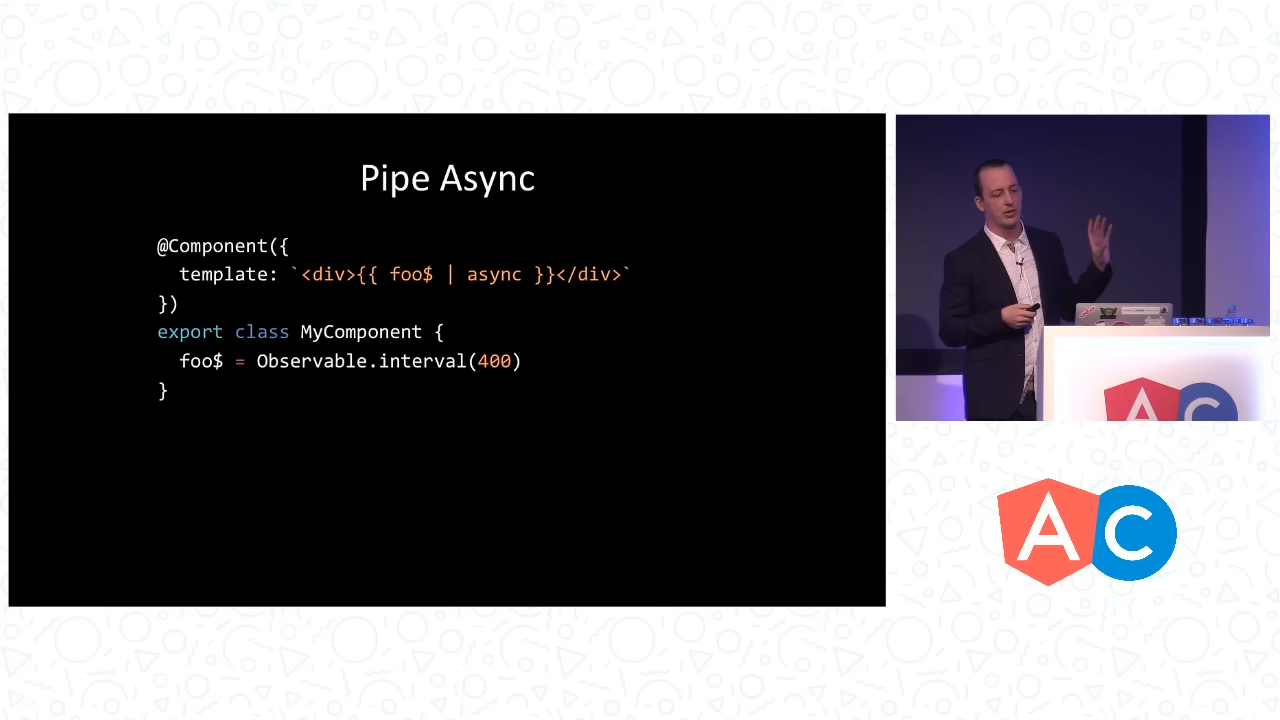 Pipe Async
@Component({
  template: `<div>{{ foo$ | async }}</div>`
})
export class MyComponent {
  foo$ = Observable.interval(400)
}
A C
A C